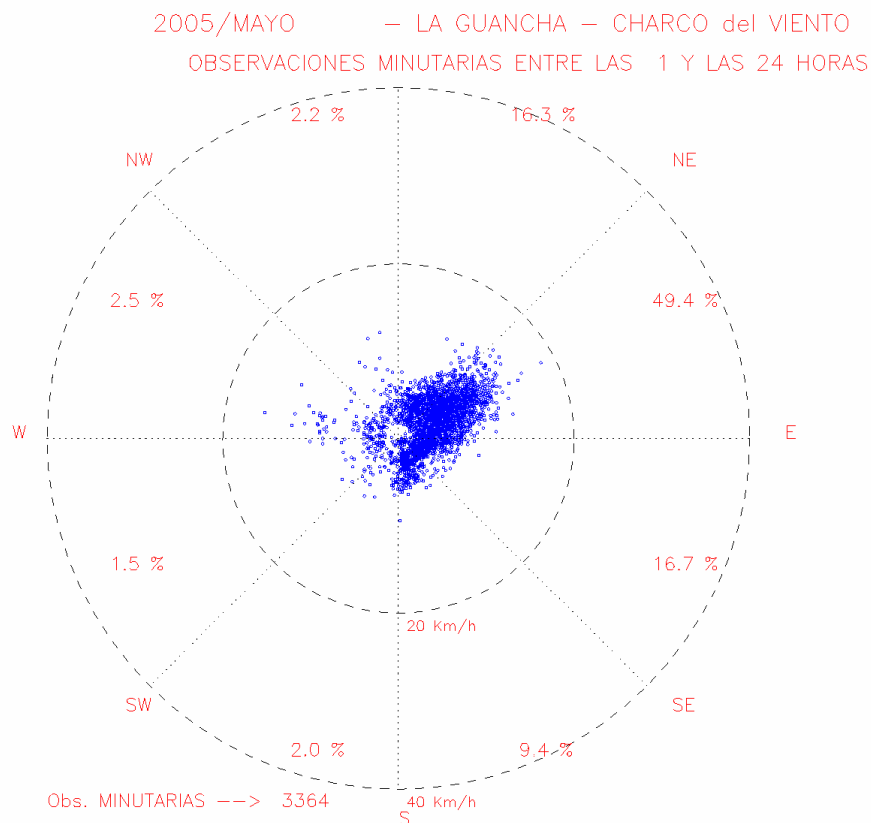 2005/MAYO – LA GUANCHA – CHARCO del VIENTO
OBSERVACIONES MINUTARIAS ENTRE LAS 1 Y LAS 24 HORAS
2.2 % 16.3 %
NW NE
2.5 % 49.4 %
W E
1.5 % 16.7 %
20 Km/h
SW SE
2.0 % 9.4 %
Obs. MINUTARIAS --> 3364 40 Km/h
S